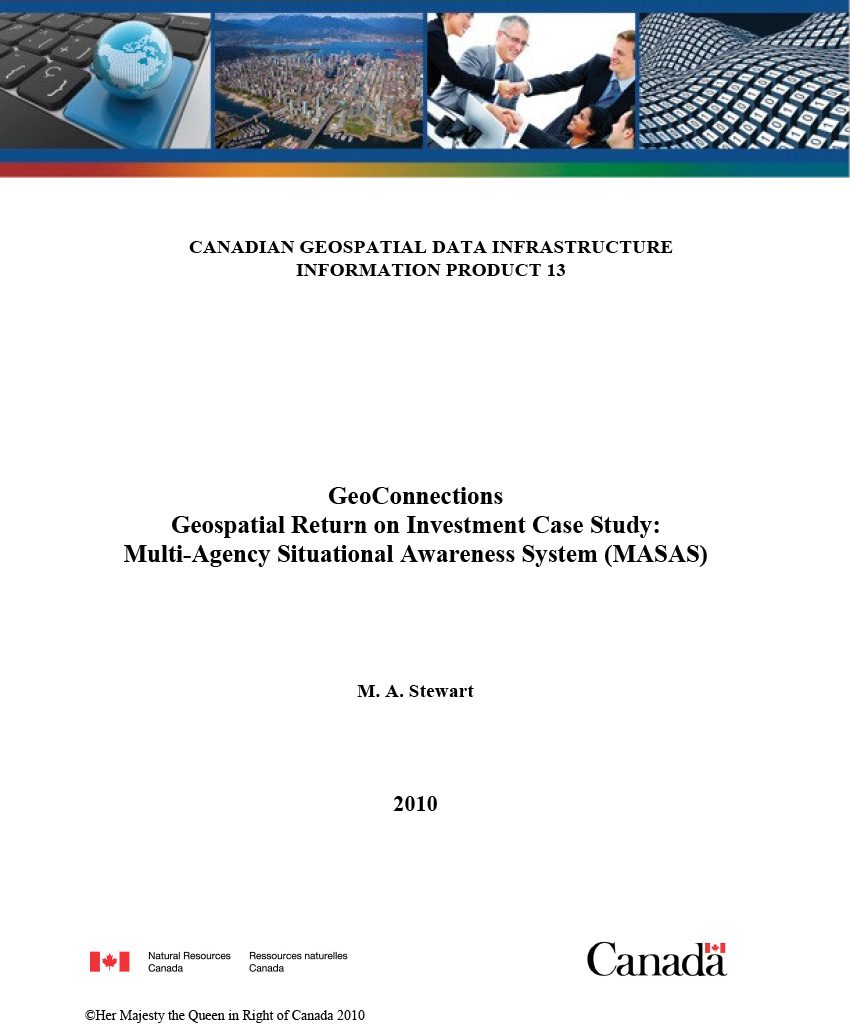 CANADIAN GEOSPATIAL DATA INFRASTRUCTURE
INFORMATION PRODUCT 13
GeoConnections
Geospatial Return on Investment Case Study:
Multi-Agency Situational Awareness System (MASAS)
M. A. Stewart
2010
Natural Resources
Canada
Ressources naturelles
Canada
Canada
©Her Majesty the Queen in Right of Canada 2010